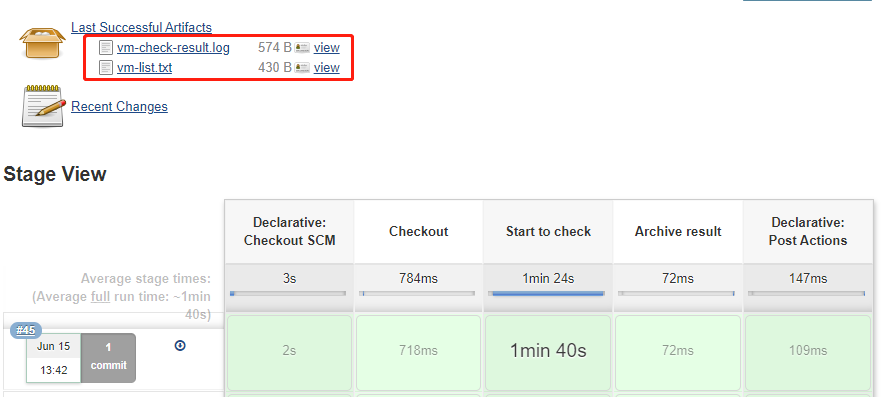 Last Successful Artifacts
vm-check-result.log 574 B view
vm-list.txt 430 B view
Recent Changes
Stage View
Declarative: Checkout SCM
Checkout
Start to check
Archive result
Declarative: Post Actions
Average stage times:
(Average full run time: ~1min
40s)
3s
784ms
1min 24s
72ms
147ms
#45
Jun 15
13:42
1
commit
2s
718ms
1min 40s
72ms
109ms